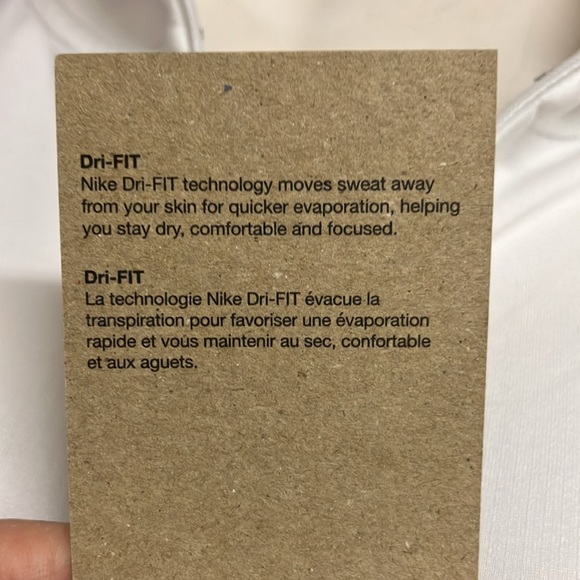 Dri-FIT
Nike Dri-FIT technology moves sweat away
from your skin for quicker evaporation, helping
you stay dry, comfortable and focused.
Dri-FIT
La technologie Nike Dri-FIT évacue la
transpiration pour favoriser une évaporation
rapide et vous maintenir au sec, confortable
et aux aguets.